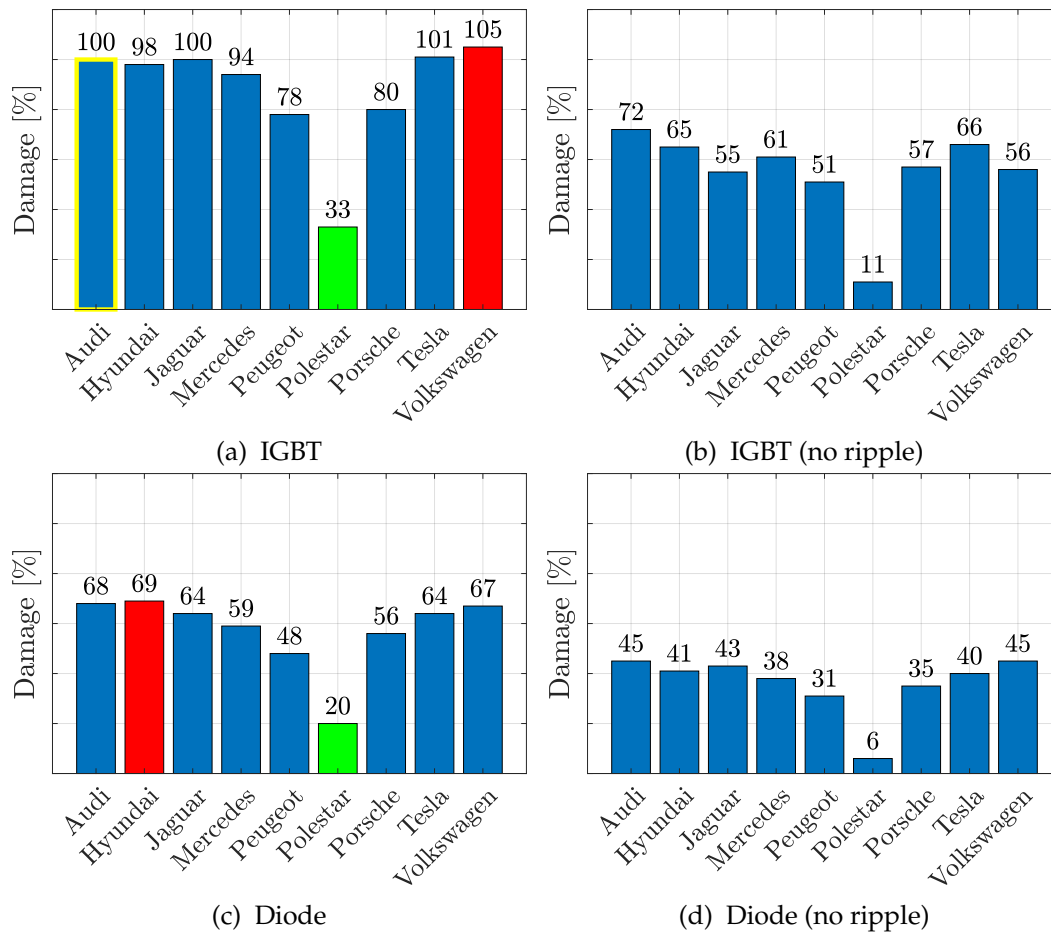 100 98 100 94 78 33 80 101 105
Damage [%]
Audi Hyundai Jaguar Mercedes Peugeot Polestar Porsche Tesla Volkswagen
(a) IGBT
72 65 55 61 51 11 57 66 56
Damage [%]
Audi Hyundai Jaguar Mercedes Peugeot Polestar Porsche Tesla Volkswagen
(b) IGBT (no ripple)
68 69 64 59 48 20 56 64 67
Damage [%]
Audi Hyundai Jaguar Mercedes Peugeot Polestar Porsche Tesla Volkswagen
(c) Diode
45 41 43 38 31 6 35 40 45
Damage [%]
Audi Hyundai Jaguar Mercedes Peugeot Polestar Porsche Tesla Volkswagen
(d) Diode (no ripple)